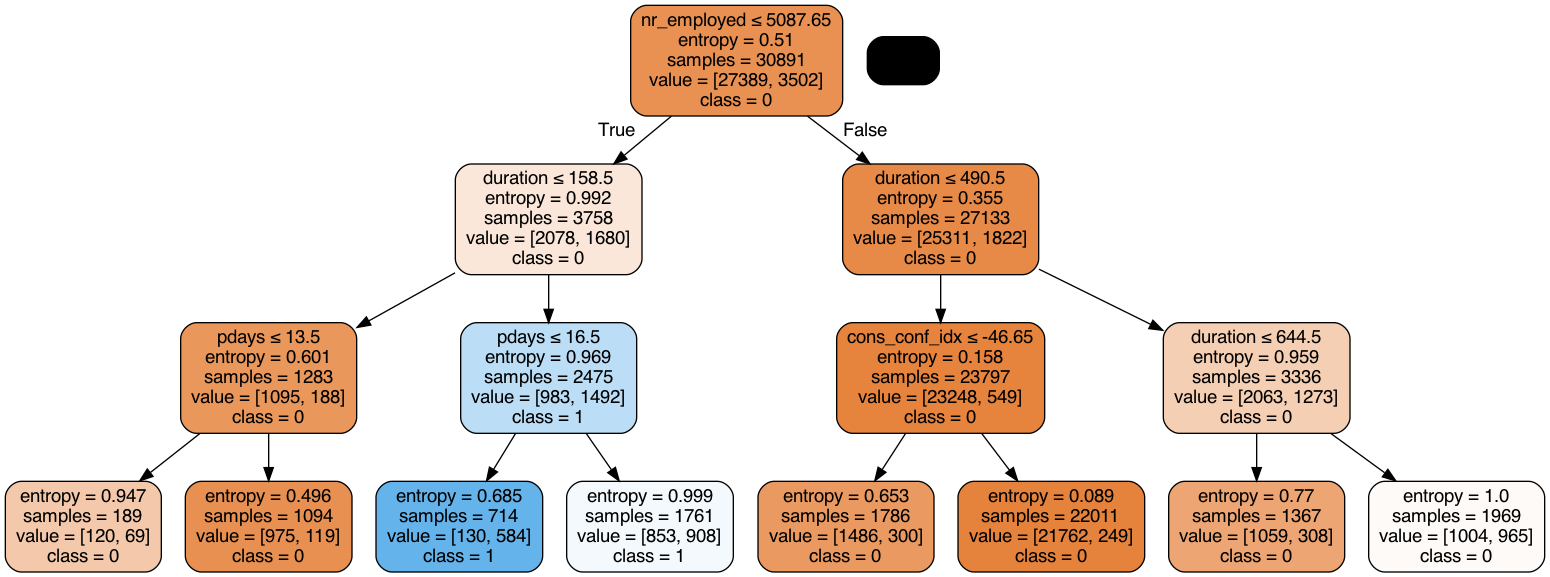 nr_employed ≤ 5087.65
entropy = 0.51
samples = 30891
value = [27389, 3502]
class = 0
True
False
duration ≤ 158.5
entropy = 0.992
samples = 3758
value = [2078, 1680]
class = 0
duration ≤ 490.5
entropy = 0.355
samples = 27133
value = [25311, 1822]
class = 0
pdays ≤ 13.5
entropy = 0.601
samples = 1283
value = [1095, 188]
class = 0
pdays ≤ 16.5
entropy = 0.969
samples = 2475
value = [983, 1492]
class = 1
cons_conf_idx ≤ -46.65
entropy = 0.158
samples = 23797
value = [23248, 549]
class = 0
duration ≤ 644.5
entropy = 0.959
samples = 3336
value = [2063, 1273]
class = 0
entropy = 0.947
samples = 189
value = [120, 69]
class = 0
entropy = 0.496
samples = 1094
value = [975, 119]
class = 0
entropy = 0.685
samples = 714
value = [130, 584]
class = 1
entropy = 0.999
samples = 1761
value = [853, 908]
class = 1
entropy = 0.653
samples = 1786
value = [1486, 300]
class = 0
entropy = 0.089
samples = 22011
value = [21762, 249]
class = 0
entropy = 0.77
samples = 1367
value = [1059, 308]
class = 0
entropy = 1.0
samples = 1969
value = [1004, 965]
class = 0